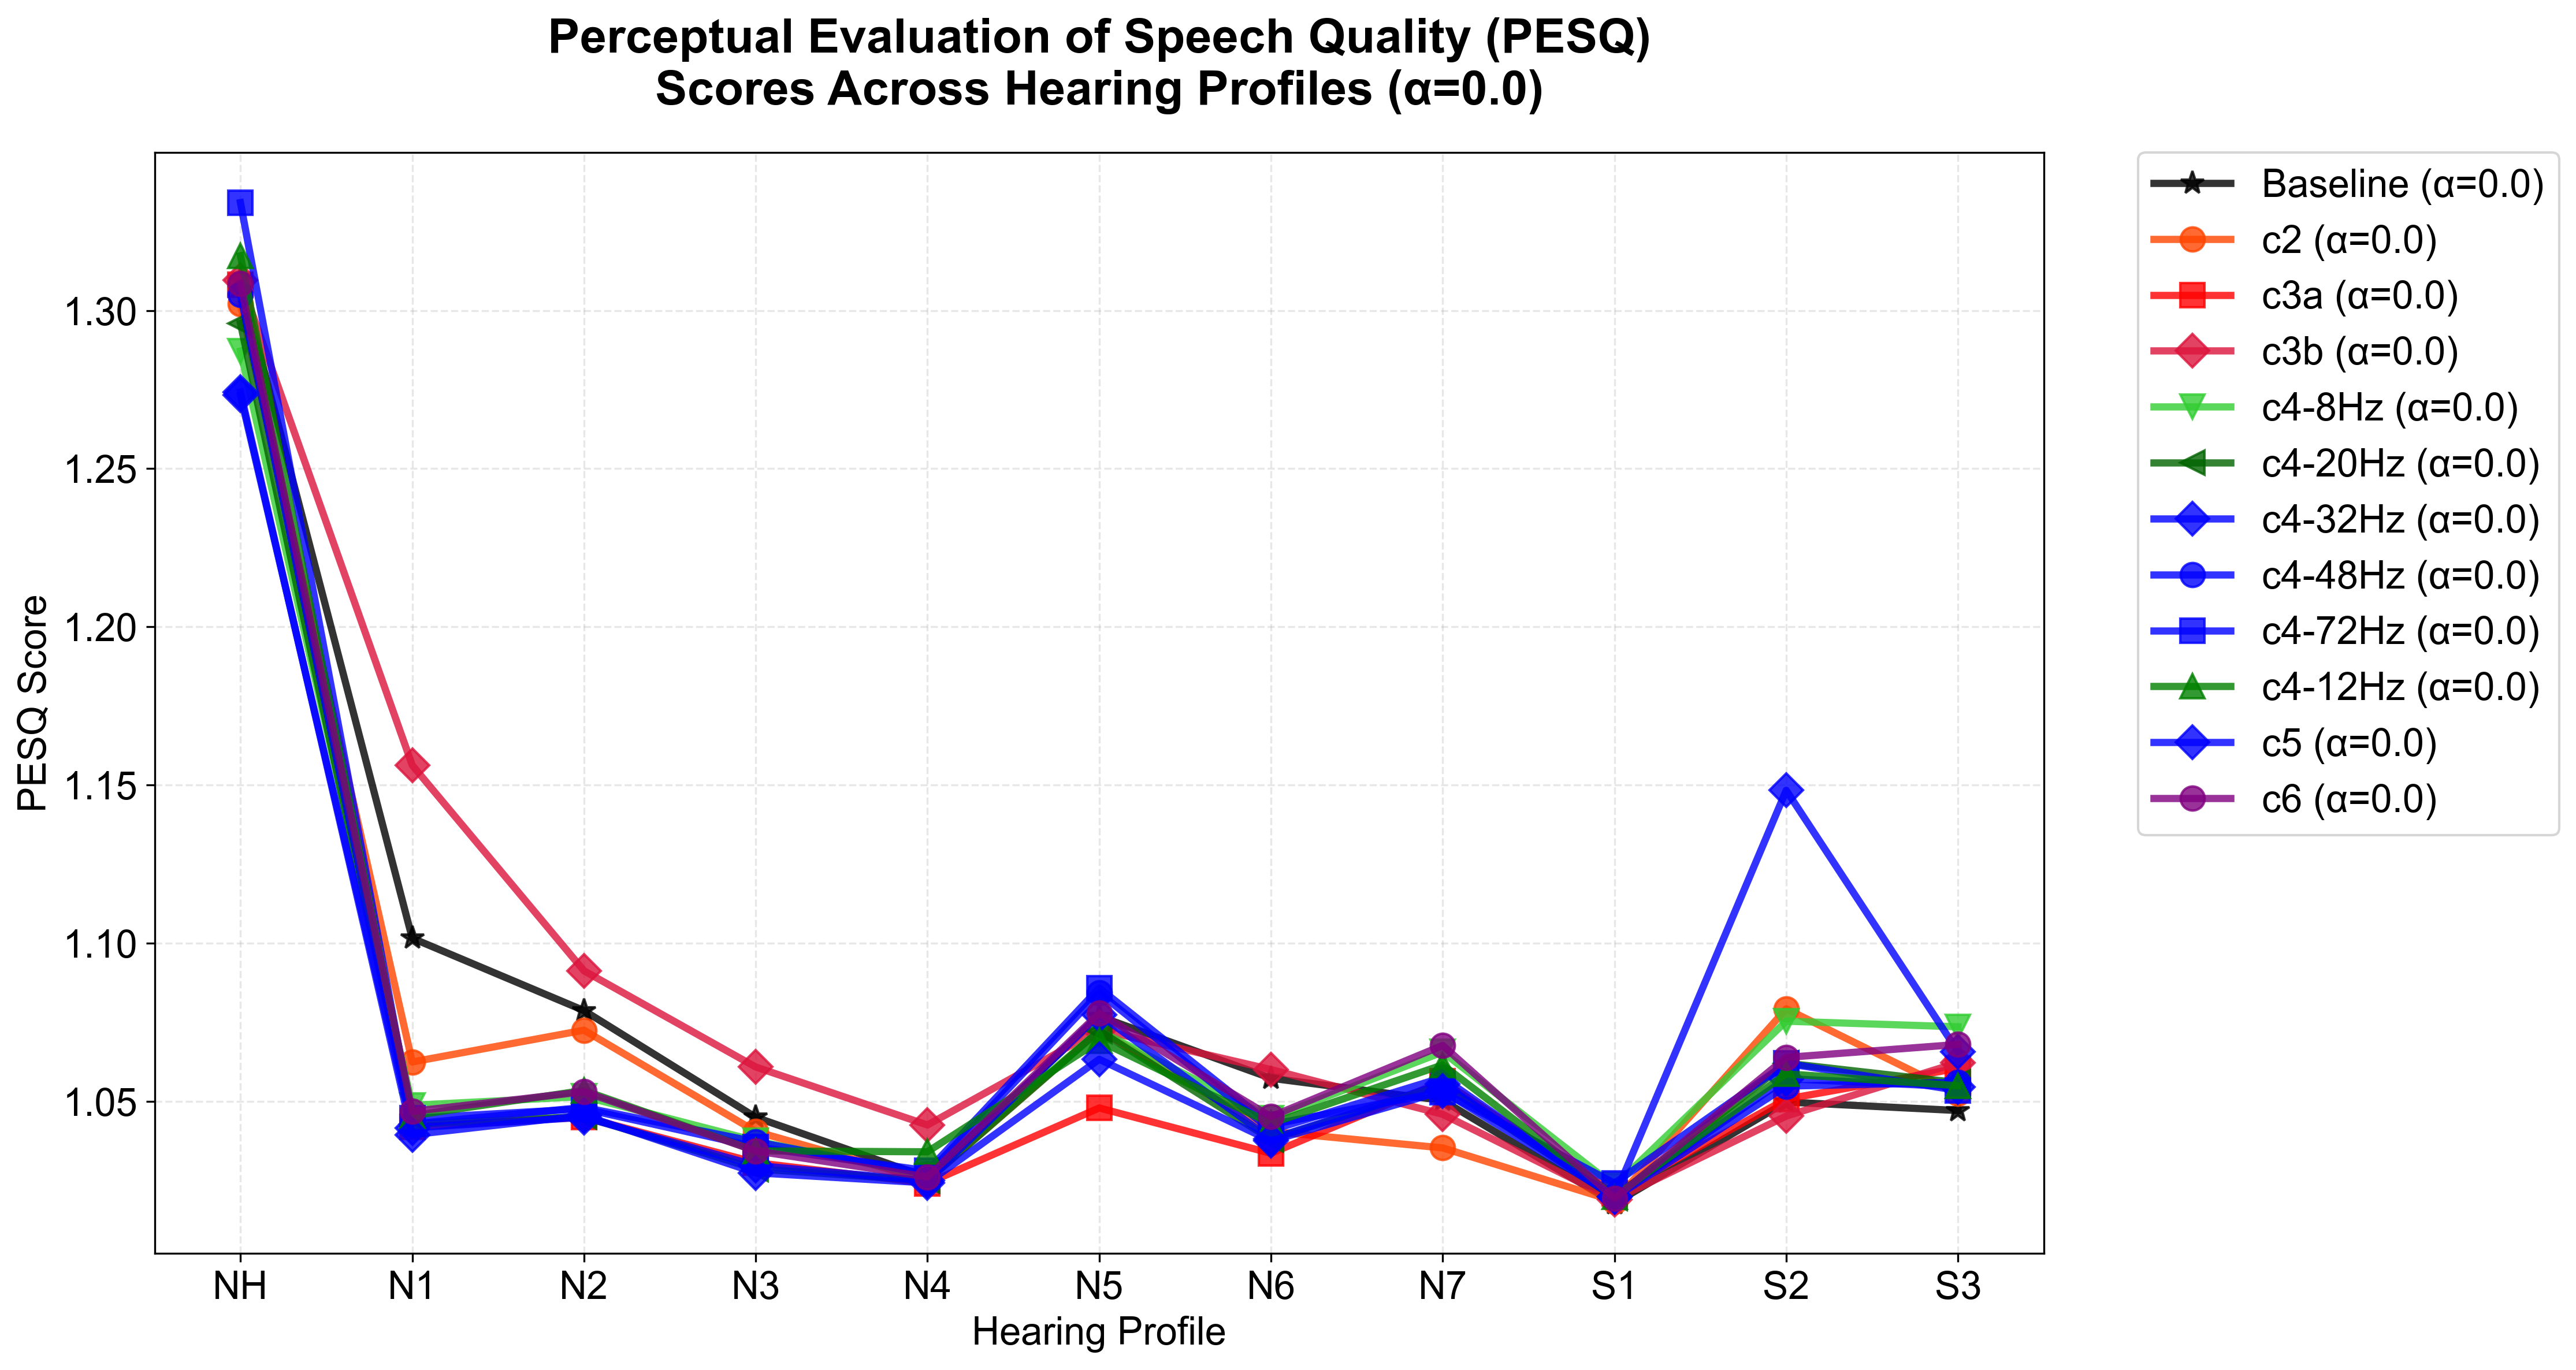 Perceptual Evaluation of Speech Quality (PESQ)
Scores Across Hearing Profiles (α=0.0)
PESQ Score
1.30
1.25
1.20
1.15
1.10
1.05
NH
N1
N2
N3
N4
N5
N6
N7
S1
S2
S3
Hearing Profile
Baseline (α=0.0)
c2 (α=0.0)
c3a (α=0.0)
c3b (α=0.0)
c4-8Hz (α=0.0)
c4-20Hz (α=0.0)
c4-32Hz (α=0.0)
c4-48Hz (α=0.0)
c4-72Hz (α=0.0)
c4-12Hz (α=0.0)
c5 (α=0.0)
c6 (α=0.0)